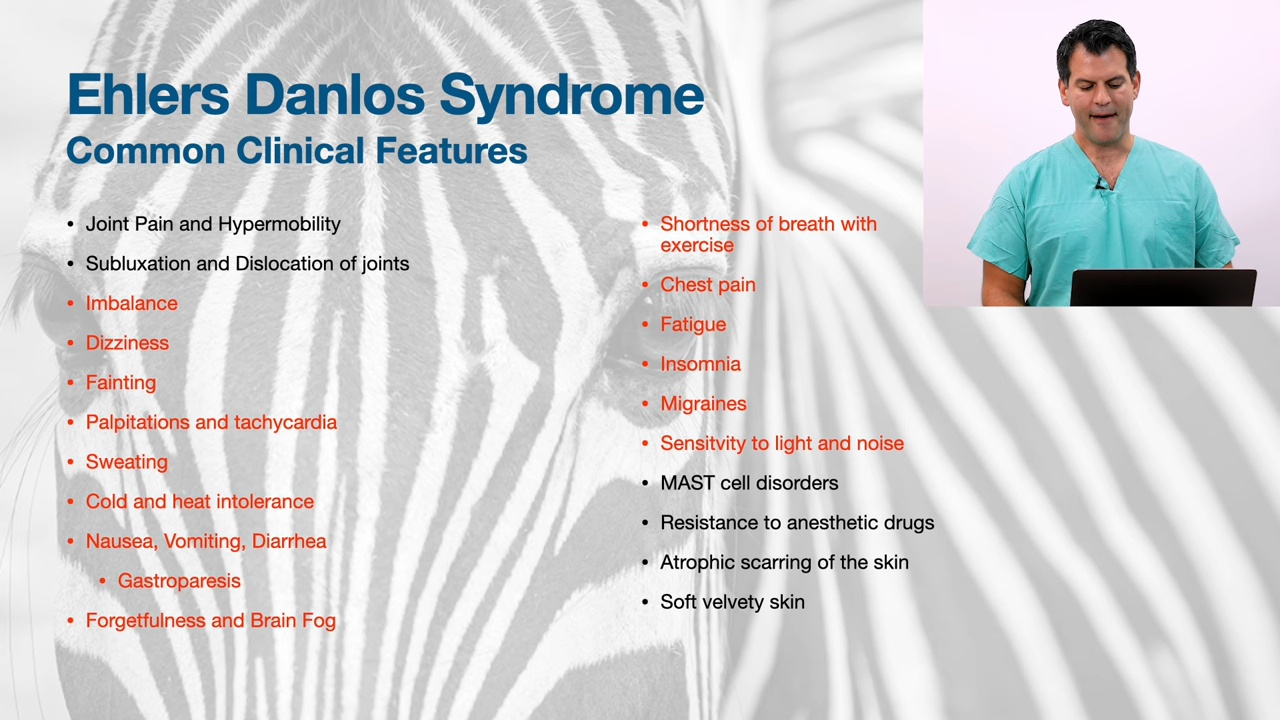 Ehlers Danlos Syndrome
Common Clinical Features
• Joint Pain and Hypermobility
• Subluxation and Dislocation of joints
• Imbalance
• Dizziness
• Fainting
• Palpitations and tachycardia
• Sweating
• Cold and heat intolerance
• Nausea, Vomiting, Diarrhea
• Gastroparesis
• Forgetfulness and Brain Fog
• Shortness of breath with
exercise
• Chest pain
• Fatigue
• Insomnia
• Migraines
• Sensitvity to light and noise
• MAST cell disorders
• Resistance to anesthetic drugs
• Atrophic scarring of the skin
• Soft velvety skin